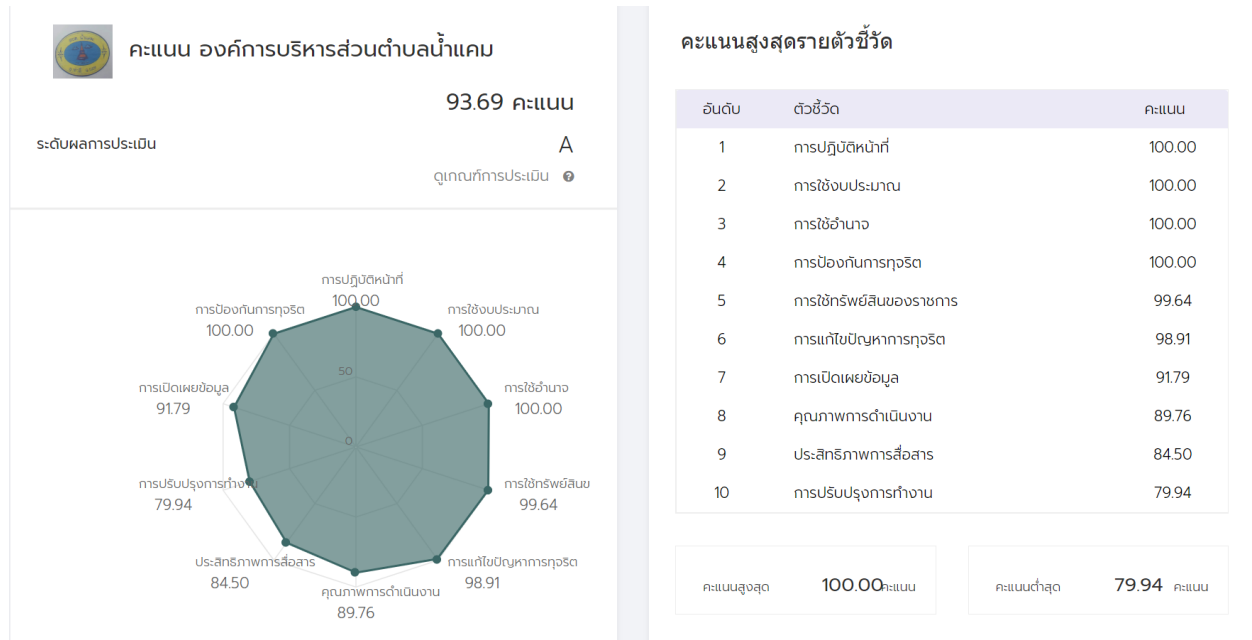 คะแนน องค์การบริหารส่วนตำบลน้ำแคม
93.69 คะแนน
ระดับผลการประเมิน A
ดูเกณฑ์การประเมิน ?
การปฏิบัติหน้าที่
100.00
การป้องกันการทุจริต
100.00
การใช้งบประมาณ
100.00
50
การเปิดเผยข้อมูล
91.79
การใช้อำนาจ
100.00
0
การปรับปรุงการทำงาน
79.94
การใช้ทรัพย์สินข
99.64
ประสิทธิภาพการสื่อสาร
84.50
การแก้ไขปัญหาการทุจริต
98.91
คุณภาพการดำเนินงาน
89.76
คะแนนสูงสุดรายตัวชี้วัด
อันดับ ตัวชี้วัด คะแนน
1 การปฏิบัติหน้าที่ 100.00
2 การใช้งบประมาณ 100.00
3 การใช้อำนาจ 100.00
4 การป้องกันการทุจริต 100.00
5 การใช้ทรัพย์สินของราชการ 99.64
6 การแก้ไขปัญหาการทุจริต 98.91
7 การเปิดเผยข้อมูล 91.79
8 คุณภาพการดำเนินงาน 89.76
9 ประสิทธิภาพการสื่อสาร 84.50
10 การปรับปรุงการทำงาน 79.94
คะแนนสูงสุด 100.00 คะแนน
คะแนนต่ำสุด 79.94 คะแนน